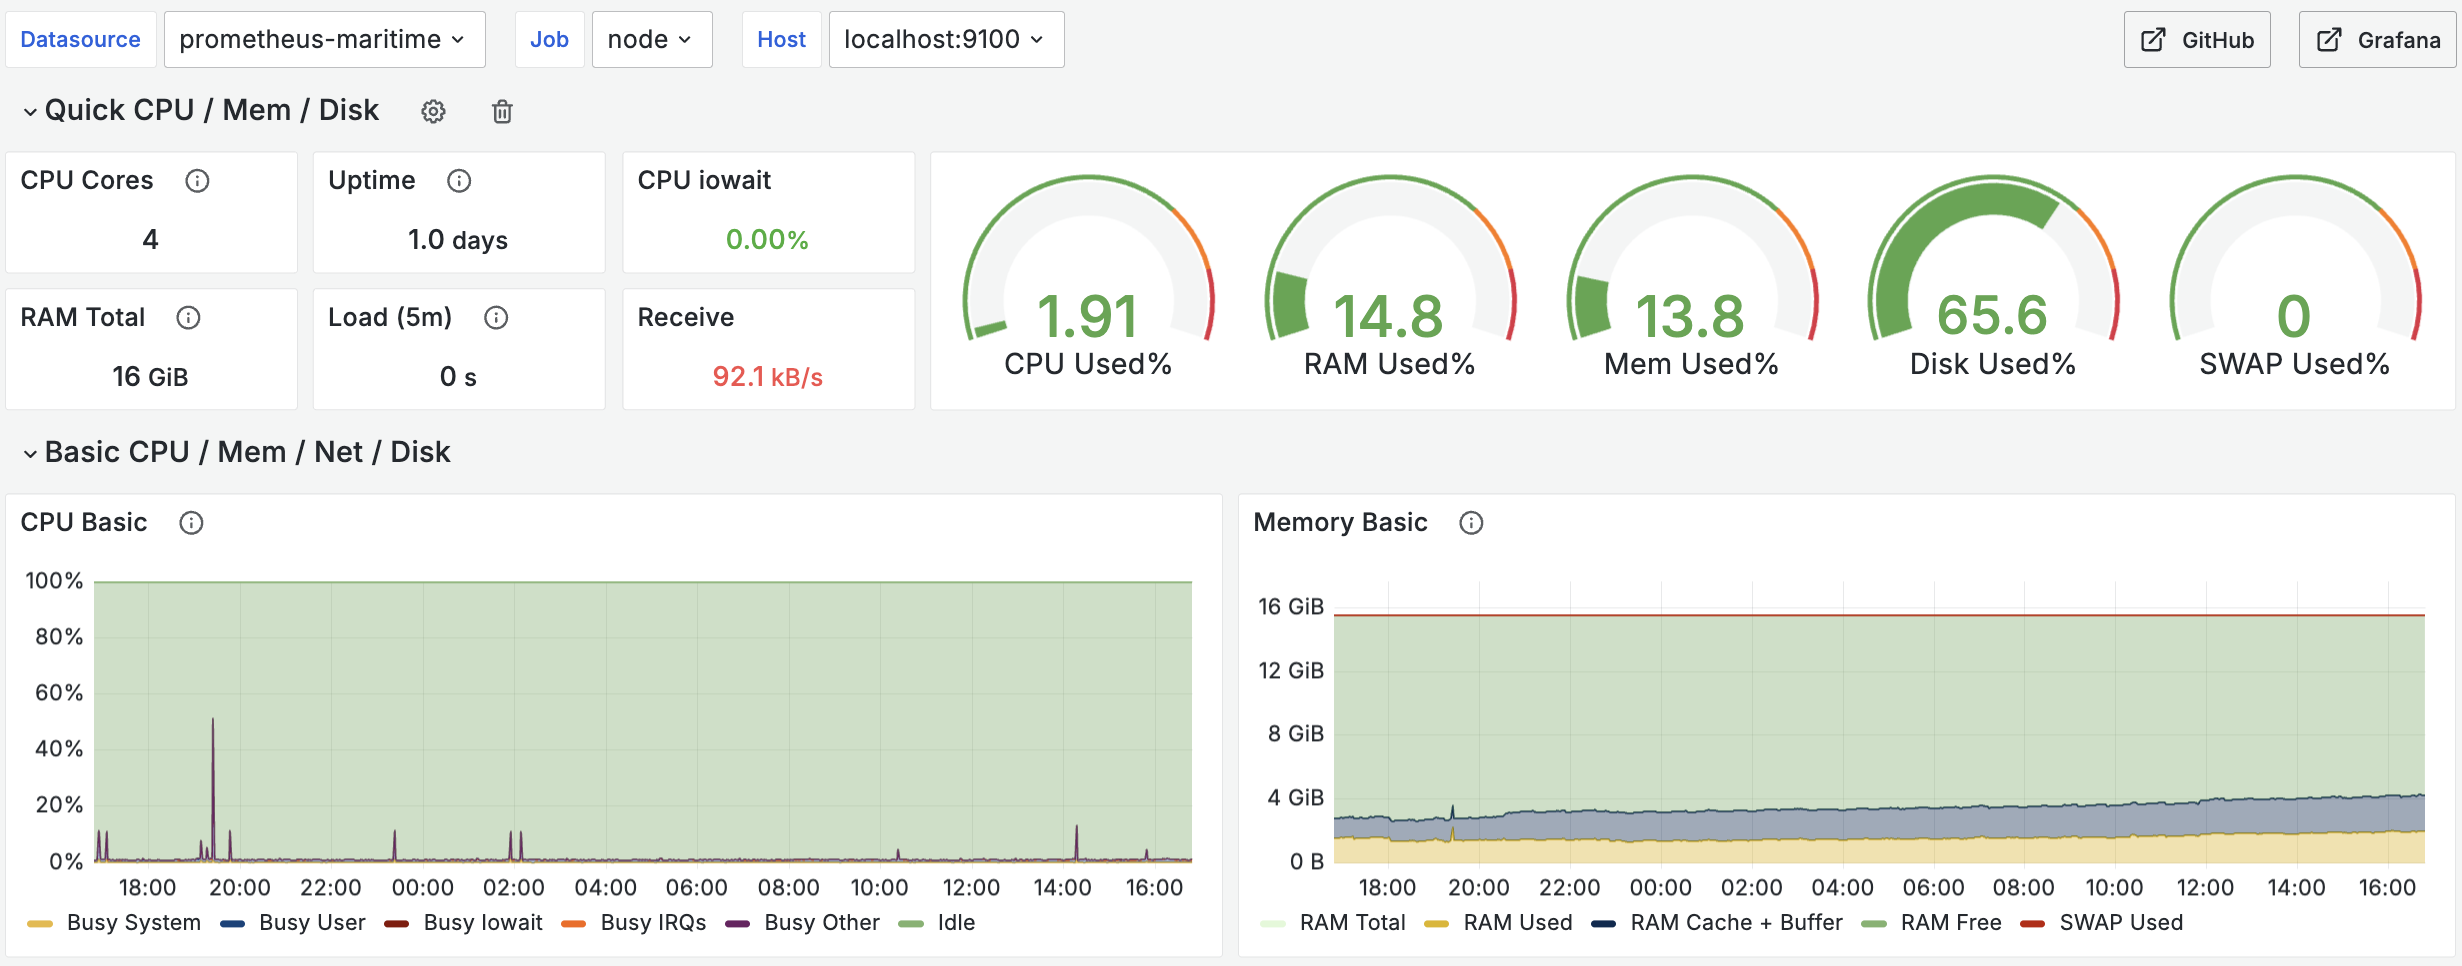 Datasource prometheus-maritime Job node Host localhost:9100 GitHub Grafana
Quick CPU / Mem / Disk
CPU Cores
4
Uptime
1.0 days
CPU iowait
0.00%
RAM Total
16 GiB
Load (5m)
0 s
Receive
92.1 kB/s
1.91
CPU Used%
14.8
RAM Used%
13.8
Mem Used%
65.6
Disk Used%
0
SWAP Used%
Basic CPU / Mem / Net / Disk
CPU Basic
100%
80%
60%
40%
20%
0%
18:00 20:00 22:00 00:00 02:00 04:00 06:00 08:00 10:00 12:00 14:00 16:00
Busy System Busy User Busy Iowait Busy IRQs Busy Other Idle
Memory Basic
16 GiB
12 GiB
8 GiB
4 GiB
0 B
18:00 20:00 22:00 00:00 02:00 04:00 06:00 08:00 10:00 12:00 14:00 16:00
RAM Total RAM Used RAM Cache + Buffer RAM Free SWAP Used